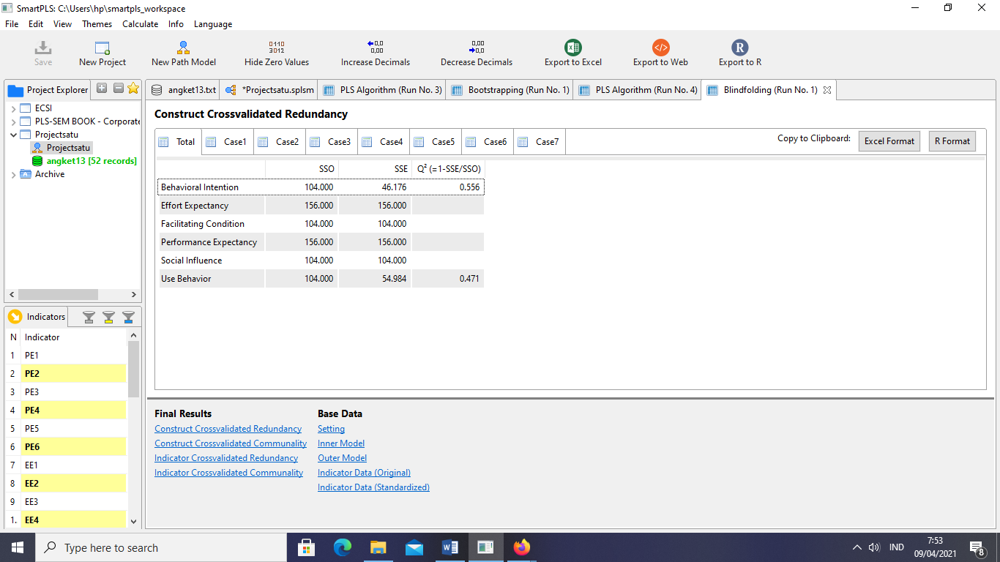 SmartPLS: C:\Users\hp\smartpls_workspace
File Edit View Themes Calculate Info Language
Save New Project New Path Model Hide Zero Values Increase Decimals Decrease Decimals Export to Excel Export to Web Export to R
Project Explorer
ECSI
PLS-SEM BOOK - Corporate
Projectsatu
Projectsatu
angket13 [52 records]
Archive
Indicators
N Indicator
1 PE1
2 PE2
3 PE3
4 PE4
5 PE5
6 PE6
7 EE1
8 EE2
9 EE3
1. EE4
angket13.txt *Projectsatu.splsm PLS Algorithm (Run No. 3) Bootstrapping (Run No. 1) PLS Algorithm (Run No. 4) Blindfolding (Run No. 1)
Construct Crossvalidated Redundancy
Total Case1 Case2 Case3 Case4 Case5 Case6 Case7 Copy to Clipboard: Excel Format R Format
SSO SSE Q² (=1-SSE/SSO)
Behavioral Intention 104.000 46.176 0.556
Effort Expectancy 156.000 156.000
Facilitating Condition 104.000 104.000
Performance Expectancy 156.000 156.000
Social Influence 104.000 104.000
Use Behavior 104.000 54.984 0.471
Final Results
Construct Crossvalidated Redundancy
Construct Crossvalidated Communality
Indicator Crossvalidated Redundancy
Indicator Crossvalidated Communality
Base Data
Setting
Inner Model
Outer Model
Indicator Data (Original)
Indicator Data (Standardized)
Type here to search
IND
7:53
09/04/2021
8